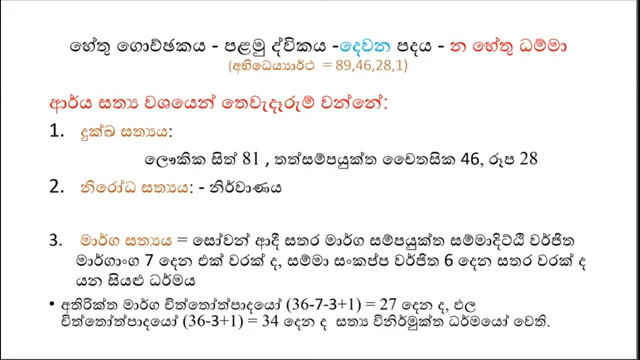 හේතු ගොච්ඡකය - පළමු ද්විකය -දෙවන පදය - න හේතු ධම්මා
(අභිධෙය්‍යාර්ථ = 89,46,28,1)
ආර්ය සත්‍ය වශයෙන් තෙවැදෑරුම් වන්නේ:
1. දුක්ඛ සත්‍යය:
ලෞකික සිත් 81 , තත්සම්පයුක්ත චෛතසික 46, රූප 28
2. නිරෝධ සත්‍යය: - නිර්වාණය
3. මාර්ග සත්‍යය = සෝවන් ආදී සතර මාර්ග සම්පයුක්ත සම්මාදිට්ඨි වර්ජිත
මාර්ගාංග 7 දෙන එක් වරක් ද, සම්මා සංකප්ප වර්ජිත 6 දෙන සතර වරක් ද
යන සියළු ධර්මය
• අතිරික්ත මාර්ග චිත්තෝත්පාදයෝ (36-7-3+1) = 27 දෙන ද, ඵල
චිත්තෝත්පාදයෝ (36-3+1) = 34 දෙන ද සත්‍ය විනිර්මුක්ත ධර්මයෝ වෙති.